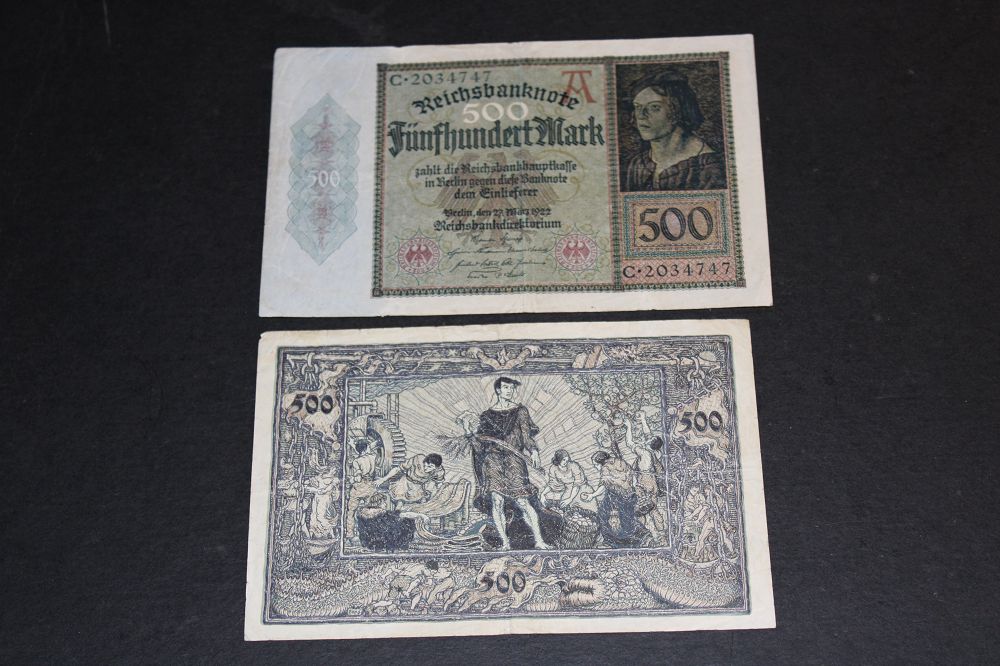 C·2034747
A
Reichsbanknote
500
Fünfhundert Mark
zahlt die Reichsbankhauptkasse
in Berlin gegen diese Banknote
dem Einlieferer
Berlin, den 27. März 1922
Reichsbankdirektorium
500
500
C·2034747
500
500
500